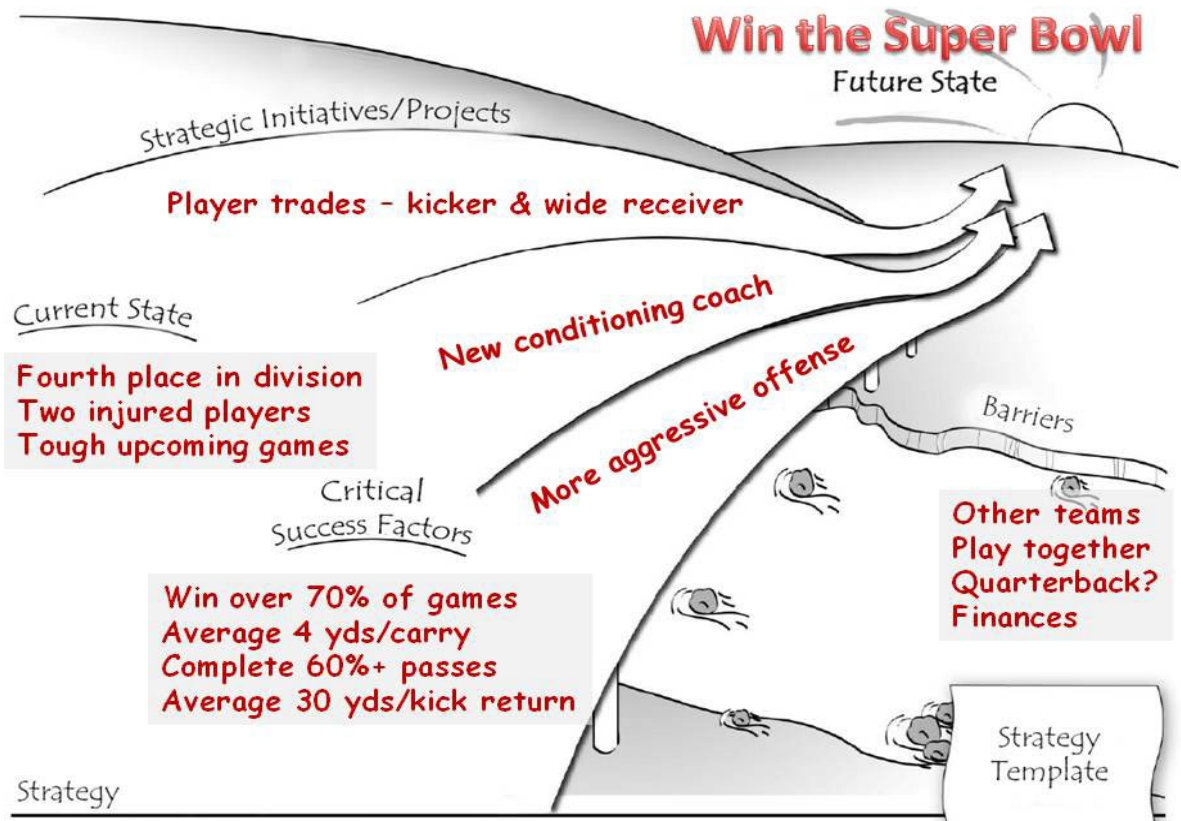 Win the Super Bowl
Future State
Strategic Initiatives/Projects
Player trades – kicker & wide receiver
New conditioning coach
More aggressive offense
Current State
Fourth place in division
Two injured players
Tough upcoming games
Critical
Success Factors
Win over 70% of games
Average 4 yds/carry
Complete 60%+ passes
Average 30 yds/kick return
Barriers
Other teams
Play together
Quarterback?
Finances
Strategy
Template
Strategy